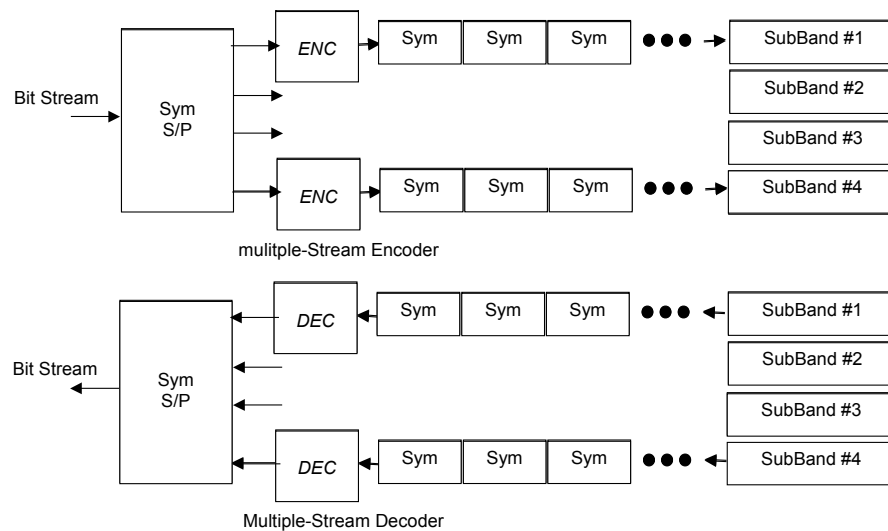 ENC
Sym
Sym
Sym
SubBand #1
Bit Stream
Sym
S/P
SubBand #2
SubBand #3
ENC
Sym
Sym
Sym
SubBand #4
mulitple-Stream Encoder
DEC
Sym
Sym
Sym
SubBand #1
Bit Stream
Sym
S/P
SubBand #2
SubBand #3
DEC
Sym
Sym
Sym
SubBand #4
Multiple-Stream Decoder